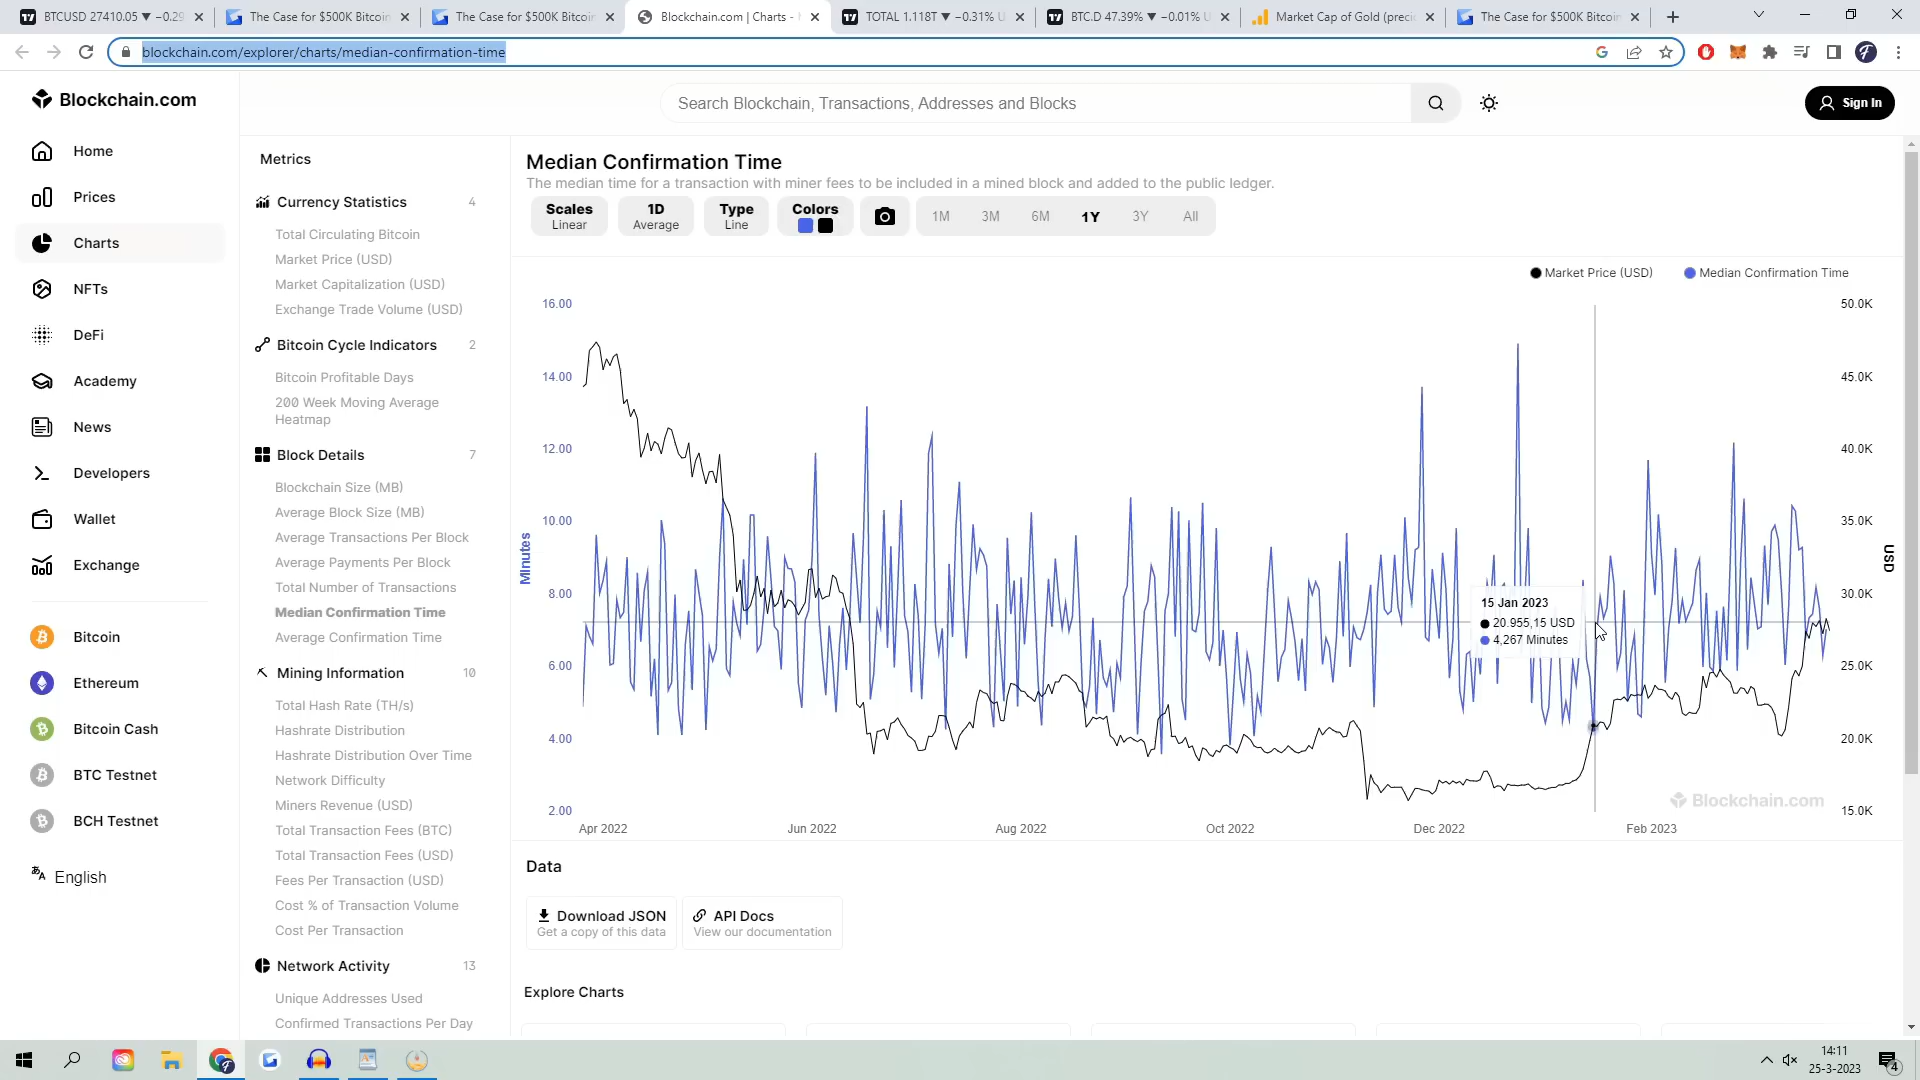 BTCUSD 27410.05 ▼ −0.29
The Case for $500K Bitcoin
The Case for $500K Bitcoin
Blockchain.com | Charts -
TOTAL 1.118T ▼ −0.31% U
BTC.D 47.39% ▼ −0.01% U
Market Cap of Gold (preci
The Case for $500K Bitcoin
blockchain.com/explorer/charts/median-confirmation-time
Blockchain.com
Search Blockchain, Transactions, Addresses and Blocks
Sign In
Home
Prices
Charts
NFTs
DeFi
Academy
News
Developers
Wallet
Exchange
Bitcoin
Ethereum
Bitcoin Cash
BTC Testnet
BCH Testnet
English
Metrics
Currency Statistics 4
Total Circulating Bitcoin
Market Price (USD)
Market Capitalization (USD)
Exchange Trade Volume (USD)
Bitcoin Cycle Indicators 2
Bitcoin Profitable Days
200 Week Moving Average
Heatmap
Block Details 7
Blockchain Size (MB)
Average Block Size (MB)
Average Transactions Per Block
Average Payments Per Block
Total Number of Transactions
Median Confirmation Time
Average Confirmation Time
Mining Information 10
Total Hash Rate (TH/s)
Hashrate Distribution
Hashrate Distribution Over Time
Network Difficulty
Miners Revenue (USD)
Total Transaction Fees (BTC)
Total Transaction Fees (USD)
Fees Per Transaction (USD)
Cost % of Transaction Volume
Cost Per Transaction
Network Activity 13
Unique Addresses Used
Confirmed Transactions Per Day
Median Confirmation Time
The median time for a transaction with miner fees to be included in a mined block and added to the public ledger.
Scales
Linear
1D
Average
Type
Line
Colors
1M 3M 6M 1Y 3Y All
Market Price (USD) Median Confirmation Time
16.00
14.00
12.00
10.00
8.00
6.00
4.00
2.00
Minutes
50.0K
45.0K
40.0K
35.0K
30.0K
25.0K
20.0K
15.0K
USD
15 Jan 2023
20.955,15 USD
4,267 Minutes
Blockchain.com
Apr 2022 Jun 2022 Aug 2022 Oct 2022 Dec 2022 Feb 2023
Data
Download JSON
Get a copy of this data
API Docs
View our documentation
Explore Charts
14:11
25-3-2023
4